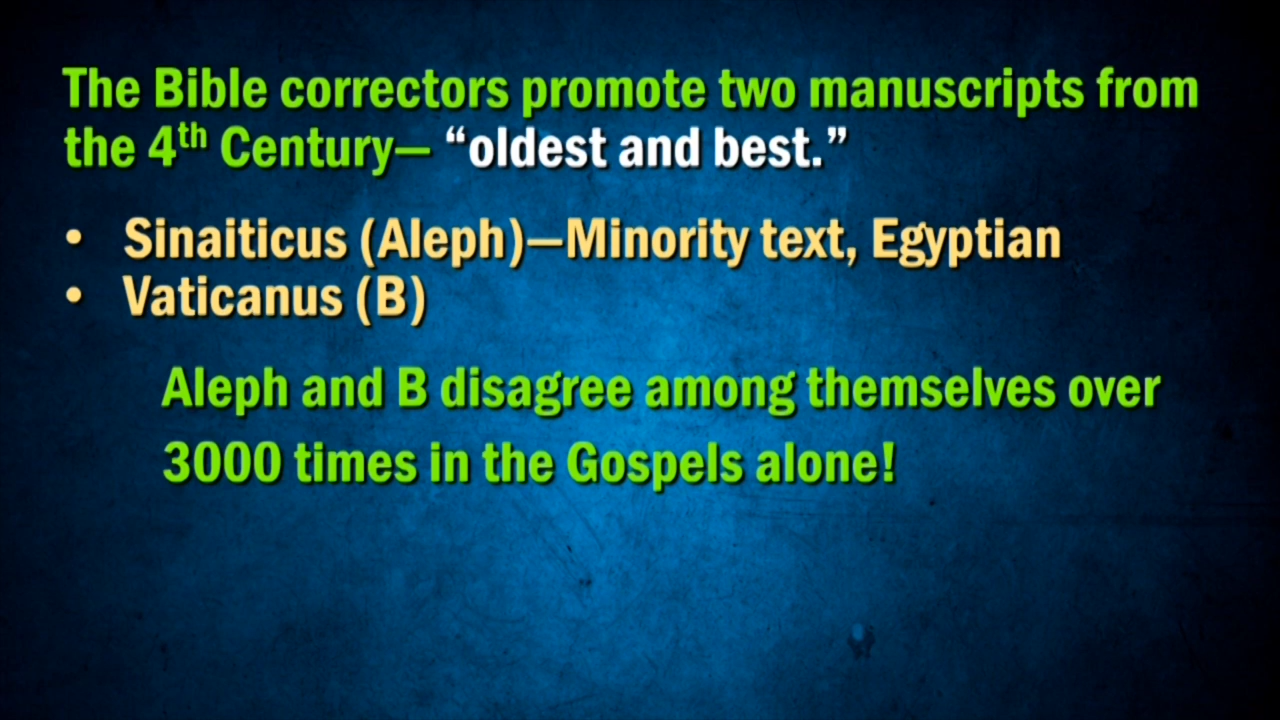 The Bible correctors promote two manuscripts from
the 4th Century— “oldest and best.”
• Sinaiticus (Aleph)—Minority text, Egyptian
• Vaticanus (B)
Aleph and B disagree among themselves over
3000 times in the Gospels alone!